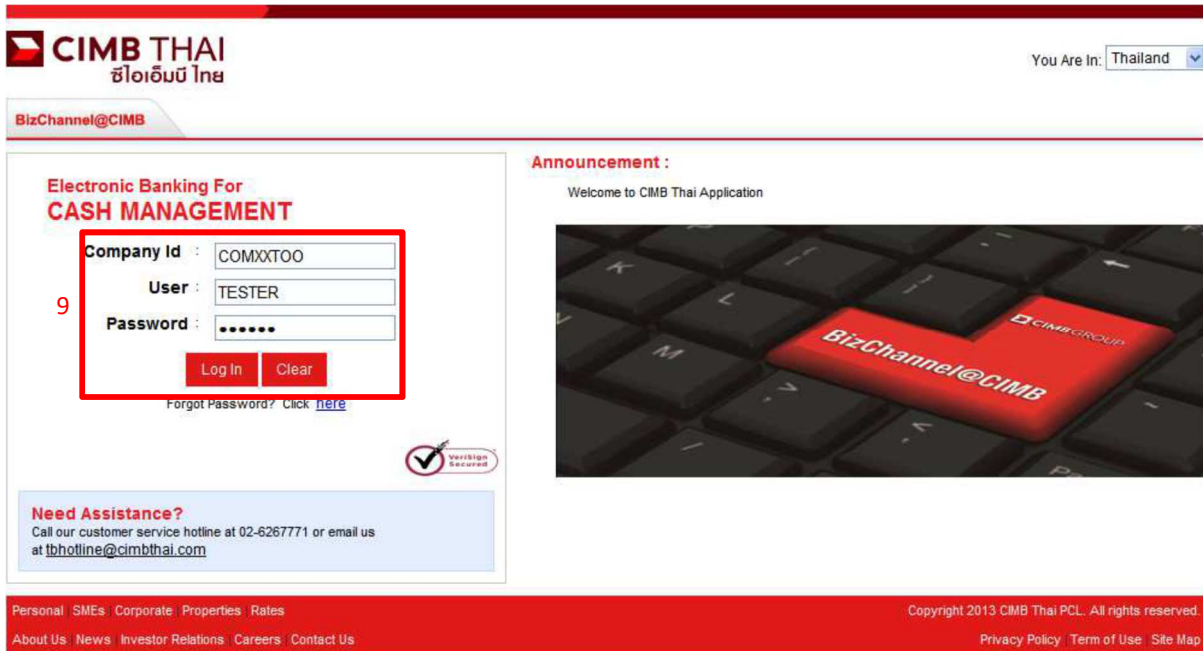 CIMB THAI
ซีไอเอ็มบี ไทย
You Are In: Thailand
BizChannel@CIMB
Electronic Banking For
CASH MANAGEMENT
Company Id : COMXXTOO
User : TESTER
Password : ●●●●●●
9
Log In Clear
Forgot Password? Click here
VeriSign
Secured
Need Assistance?
Call our customer service hotline at 02-6267771 or email us
at tbhotline@cimbthai.com
Announcement :
Welcome to CIMB Thai Application
K
L
M
CIMB GROUP
BizChannel@CIMB
Personal | SMEs | Corporate | Properties | Rates
About Us | News | Investor Relations | Careers | Contact Us
Copyright 2013 CIMB Thai PCL. All rights reserved.
Privacy Policy | Term of Use | Site Map